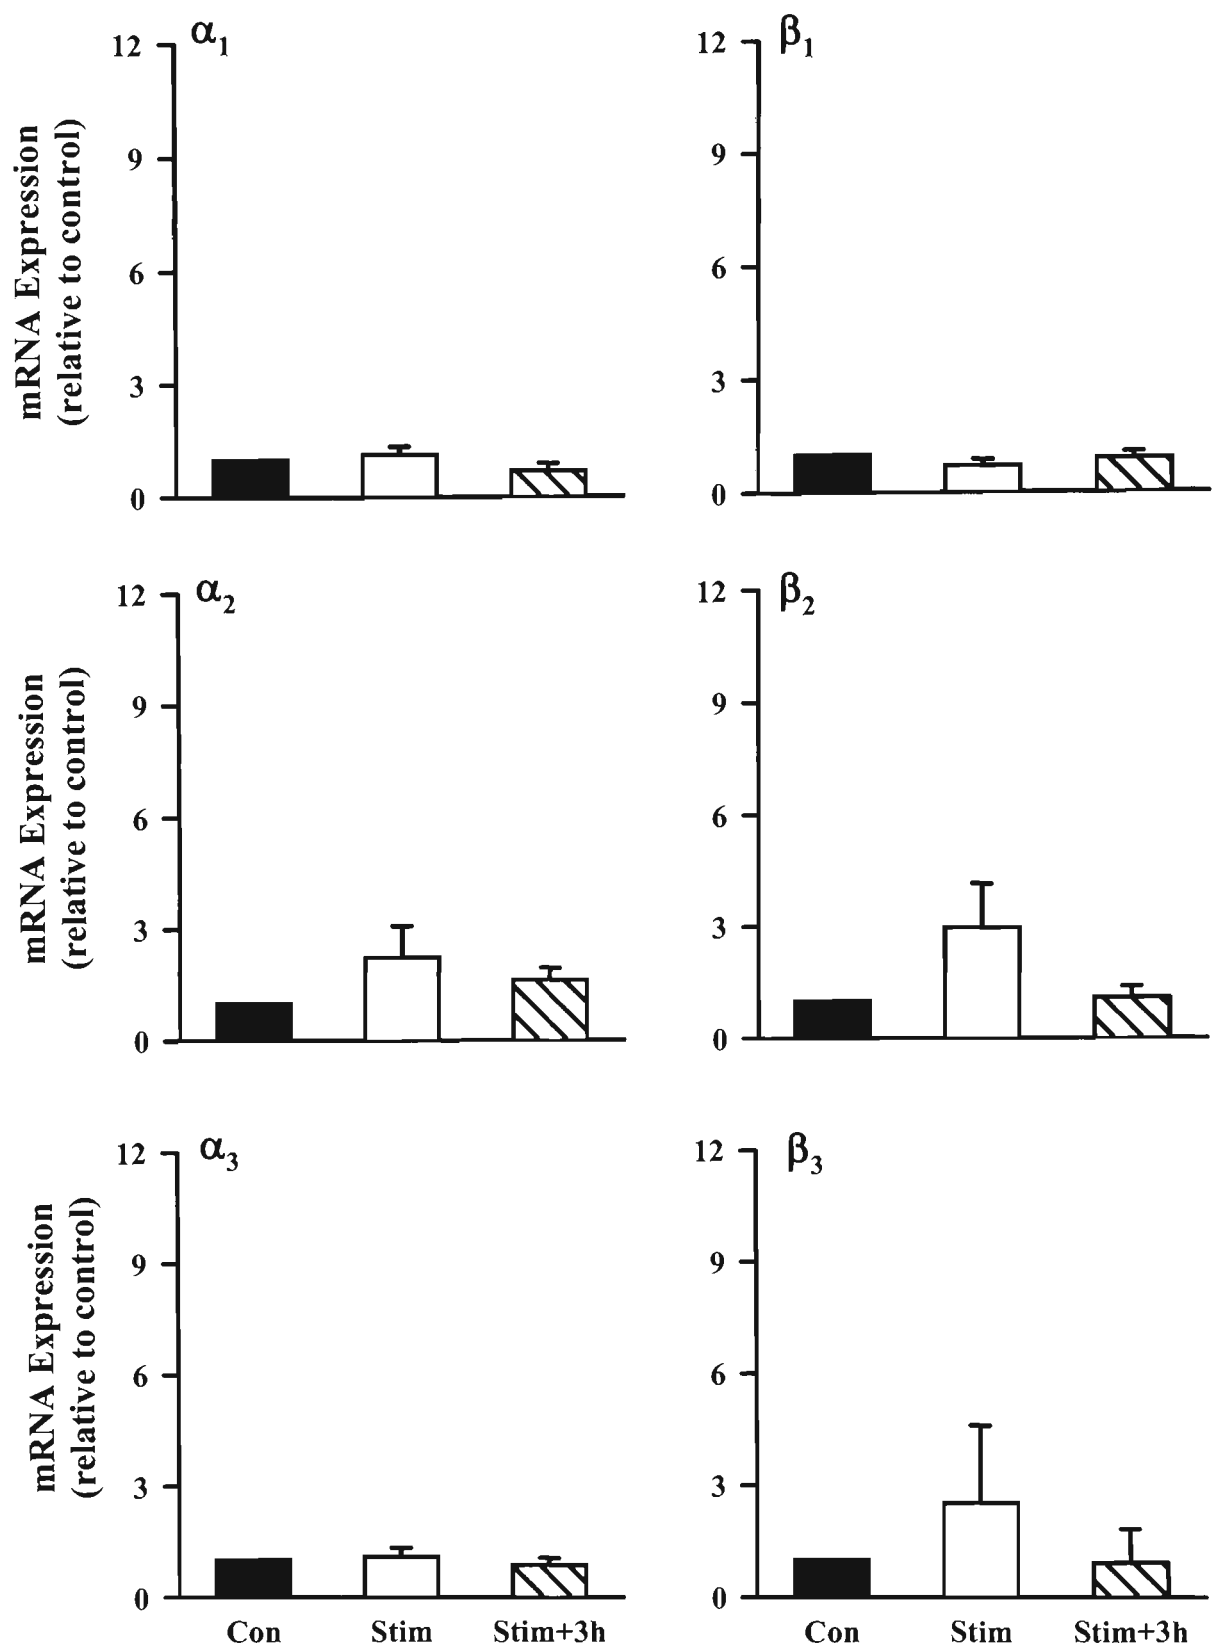 α1
12
9
6
3
0
mRNA Expression
(relative to control)
β1
12
9
6
3
0
α2
12
9
6
3
0
mRNA Expression
(relative to control)
β2
12
9
6
3
0
α3
12
9
6
3
0
mRNA Expression
(relative to control)
Con Stim Stim+3h
β3
12
9
6
3
0
Con Stim Stim+3h